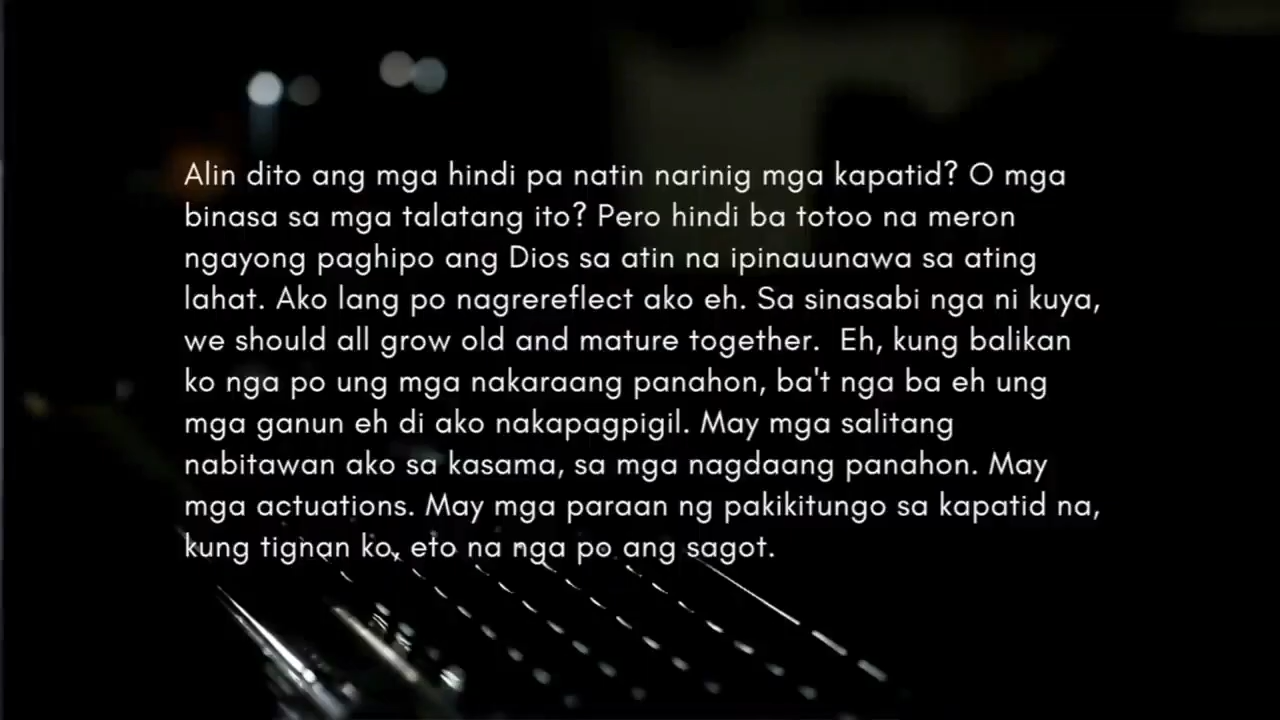 Alin dito ang mga hindi pa natin narinig mga kapatid? O mga
binasa sa mga talatang ito? Pero hindi ba totoo na meron
ngayong paghipo ang Dios sa atin na ipinauunawa sa ating
lahat. Ako lang po nagrereflect ako eh. Sa sinasabi nga ni kuya,
we should all grow old and mature together.  Eh, kung balikan
ko nga po ung mga nakaraang panahon, ba't nga ba eh ung
mga ganun eh di ako nakapagpigil. May mga salitang
nabitawan ako sa kasama, sa mga nagdaang panahon. May
mga actuations. May mga paraan ng pakikitungo sa kapatid na,
kung tignan ko, eto na nga po ang sagot.